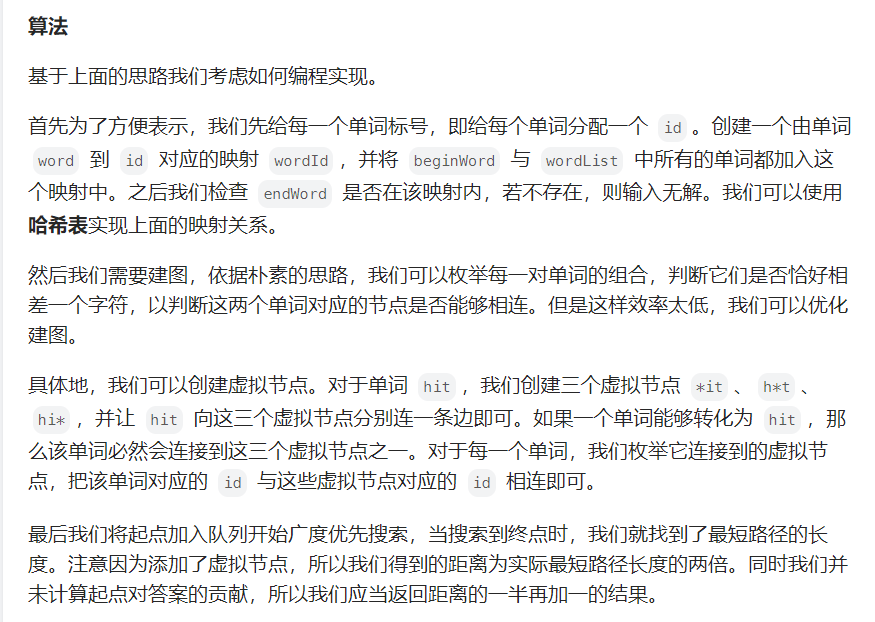 算法
基于上面的思路我们考虑如何编程实现。
首先为了方便表示，我们先给每一个单词标号，即给每个单词分配一个 id 。创建一个由单词
word 到 id 对应的映射 wordId ，并将 beginWord 与 wordList 中所有的单词都加入这
个映射中。之后我们检查 endWord 是否在该映射内，若不存在，则输入无解。我们可以使用
哈希表实现上面的映射关系。
然后我们需要建图，依据朴素的思路，我们可以枚举每一对单词的组合，判断它们是否恰好相
差一个字符，以判断这两个单词对应的节点是否能够相连。但是这样效率太低，我们可以优化
建图。
具体地，我们可以创建虚拟节点。对于单词 hit ，我们创建三个虚拟节点 *it 、 h*t 、
hi* ，并让 hit 向这三个虚拟节点分别连一条边即可。如果一个单词能够转化为 hit ，那
么该单词必然会连接到这三个虚拟节点之一。对于每一个单词，我们枚举它连接到的虚拟节
点，把该单词对应的 id 与这些虚拟节点对应的 id 相连即可。
最后我们将起点加入队列开始广度优先搜索，当搜索到终点时，我们就找到了最短路径的长
度。注意因为添加了虚拟节点，所以我们得到的距离为实际最短路径长度的两倍。同时我们并
未计算起点对答案的贡献，所以我们应当返回距离的一半再加一的结果。